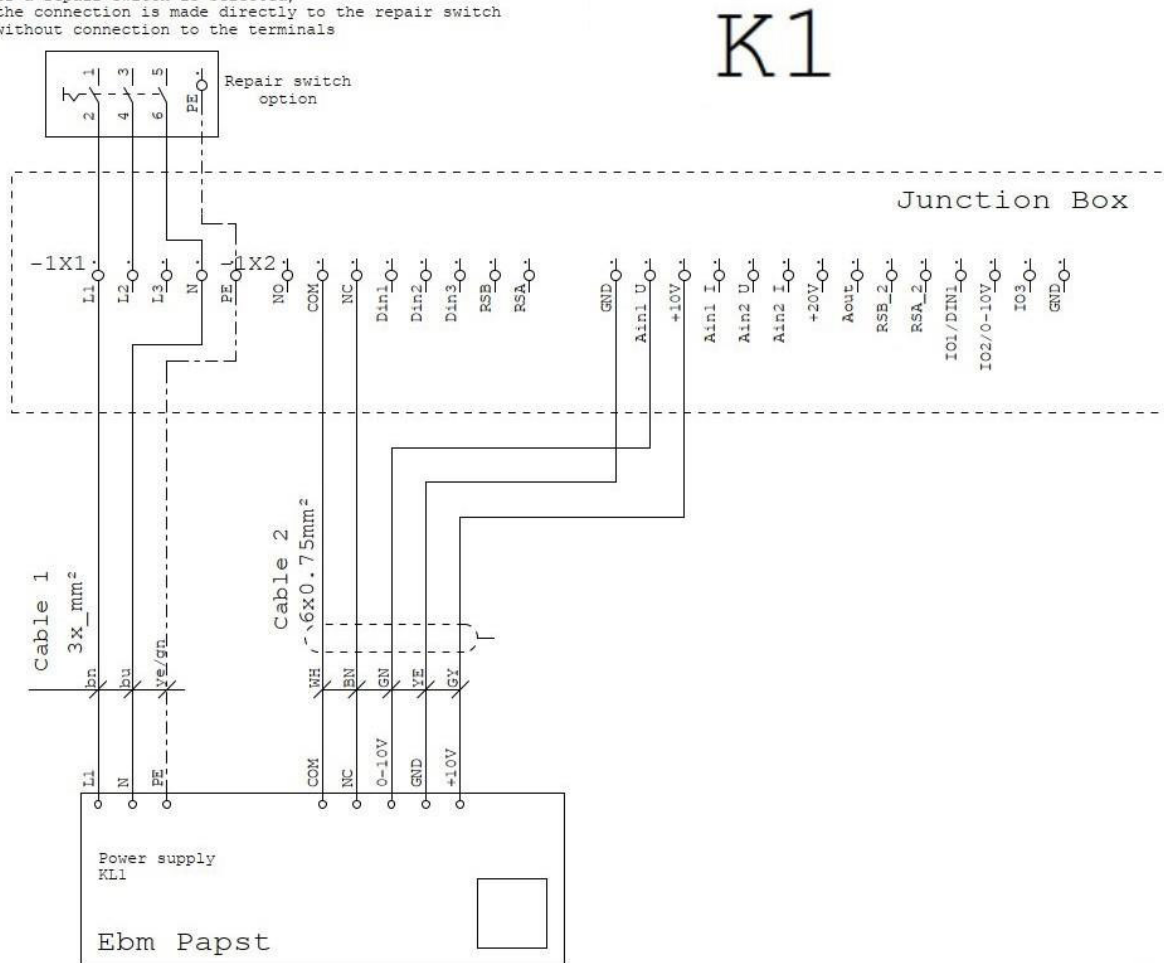 the connection is made directly to the repair switch
without connection to the terminals
K1
1
3
5
PE
2
4
6
Repair switch
option
Junction Box
-1X1
L1
L2
L3
N
PE
-1X2
NO
COM
NC
Din1
Din2
Din3
RSB
RSA
GND
Ain1 U
+10V
Ain1 I
Ain2 U
Ain2 I
+20V
Aout
RSB_2
RSA_2
IO1/DIN1
IO2/0-10V
IO3
GND
Cable 1
3x_mm²
Cable 2
6x0.75mm²
bn
bu
ye/gn
WH
BN
GN
YE
GY
L1
N
PE
COM
NC
0-10V
GND
+10V
Power supply
KL1
Ebm Papst